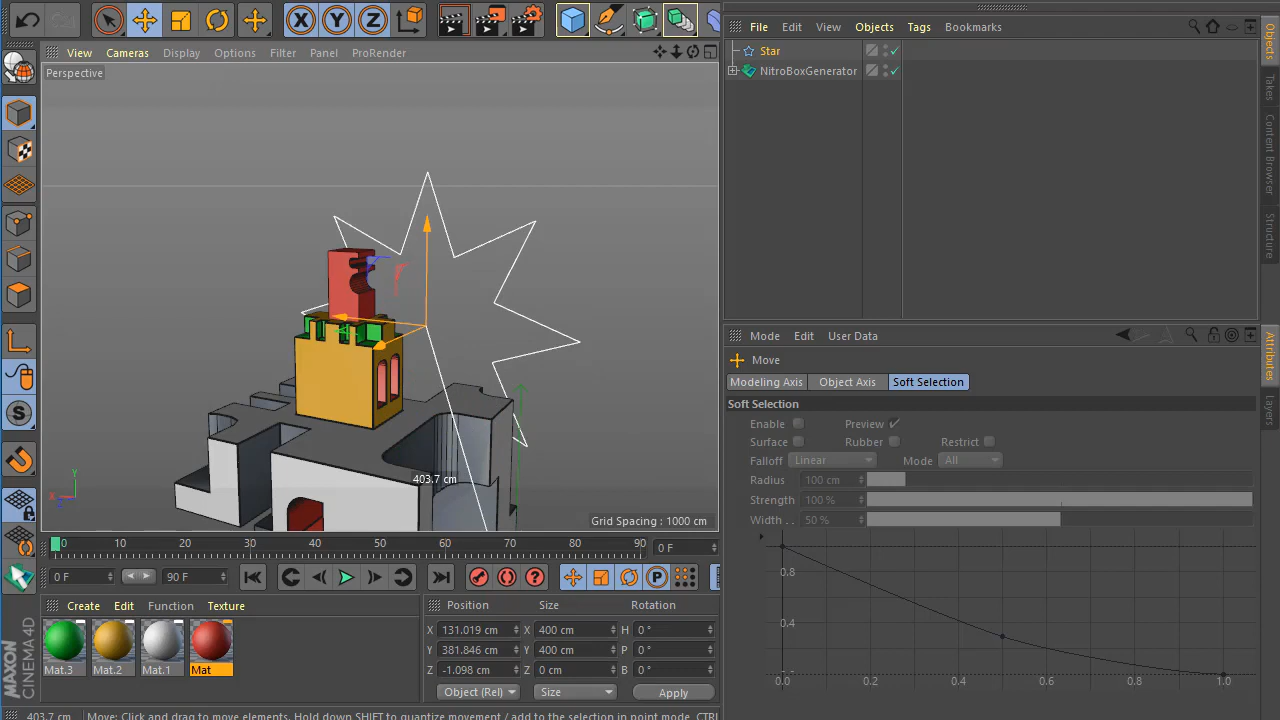 X Y Z
File Edit View Objects Tags Bookmarks
View Cameras Display Options Filter Panel ProRender
Perspective
Star
NitroBoxGenerator
Objects
Takes
Content Browser
Structure
403.7 cm
Grid Spacing : 1000 cm
Mode Edit User Data
Move
Modeling Axis Object Axis Soft Selection
Soft Selection
Enable Preview
Surface Rubber Restrict
Falloff Linear Mode All
Radius 100 cm
Strength 100 %
Width . . 50 %
0.8
0.4
0.0 0.2 0.4 0.6 0.8 1.0
Attributes
Layers
S
0 10 20 30 40 50 60 70 80 90 0 F
0 F 90 F P
Create Edit Function Texture
Mat.3 Mat.2 Mat.1 Mat
Position Size Rotation
X 131.019 cm X 400 cm H 0 °
Y 381.846 cm Y 400 cm P 0 °
Z -1.098 cm Z 0 cm B 0 °
Object (Rel) Size Apply
MAXON
CINEMA4D
403.7 cm Move: Click and drag to move elements. Hold down SHIFT to quantize movement / add to the selection in point mode, CTRL